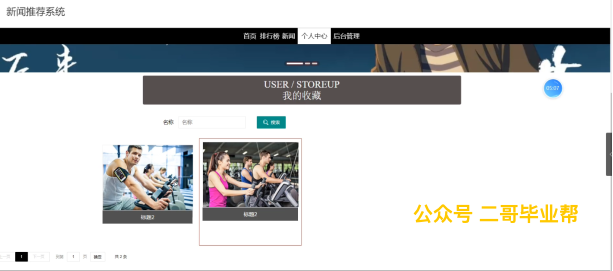 新闻推荐系统
首页 排行榜 新闻 个人中心 后台管理
USER / STOREUP
我的收藏
01:07
名称 名称 搜索
标题2 标题2
公众号 二哥毕业帮
上一页 1 下一页 到第 1 页 确定 共 2 条